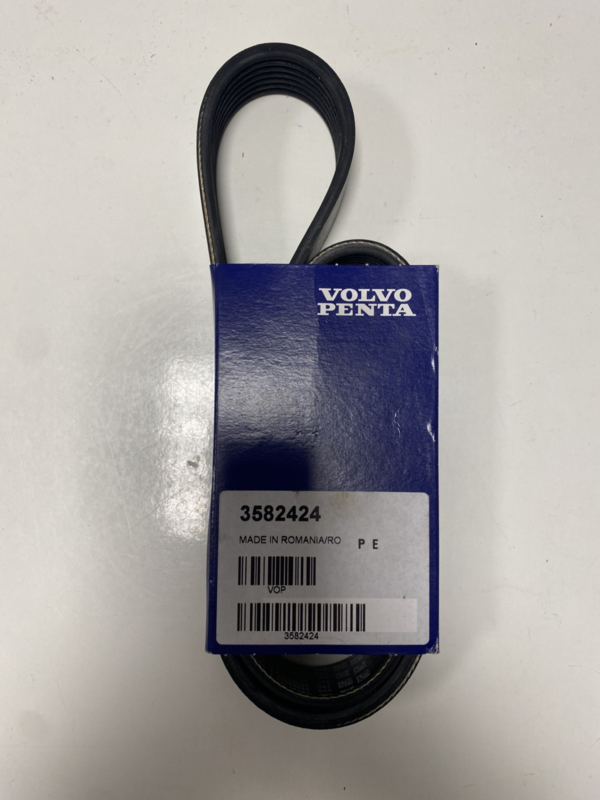 VOLVO
PENTA
3582424
MADE IN ROMANIA/RO P E
VOP
3582424